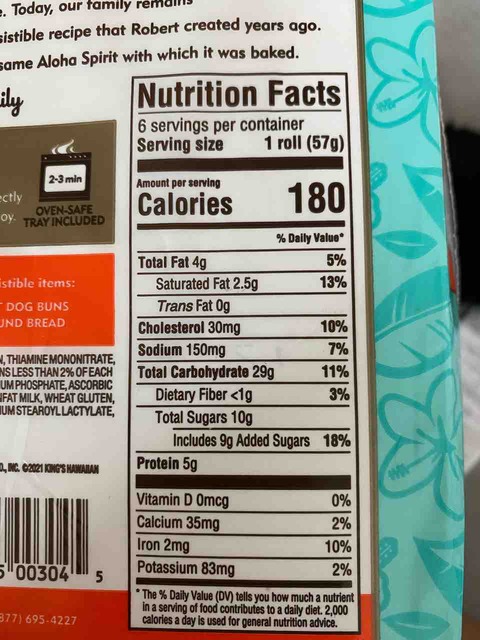 . Today, our family remains
sistible recipe that Robert created years ago.
same Aloha Spirit with which it was baked.
ily
2-3 min
ectly
oy.
OVEN-SAFE
TRAY INCLUDED
istible items:
T DOG BUNS
UND BREAD
N, THIAMINE MONONITRATE,
NS LESS THAN 2% OF EACH
UM PHOSPHATE, ASCORBIC
NFAT MILK, WHEAT GLUTEN,
IUM STEAROYL LACTYLATE,
O., INC. ©2021 KING'S HAWAIIAN
5 00304 5
877) 695-4227
Nutrition Facts
6 servings per container
Serving size 1 roll (57g)
Amount per serving
Calories 180
% Daily Value*
Total Fat 4g 5%
Saturated Fat 2.5g 13%
Trans Fat 0g
Cholesterol 30mg 10%
Sodium 150mg 7%
Total Carbohydrate 29g 11%
Dietary Fiber <1g 3%
Total Sugars 10g
Includes 9g Added Sugars 18%
Protein 5g
Vitamin D 0mcg 0%
Calcium 35mg 2%
Iron 2mg 10%
Potassium 83mg 2%
* The % Daily Value (DV) tells you how much a nutrient
in a serving of food contributes to a daily diet. 2,000
calories a day is used for general nutrition advice.